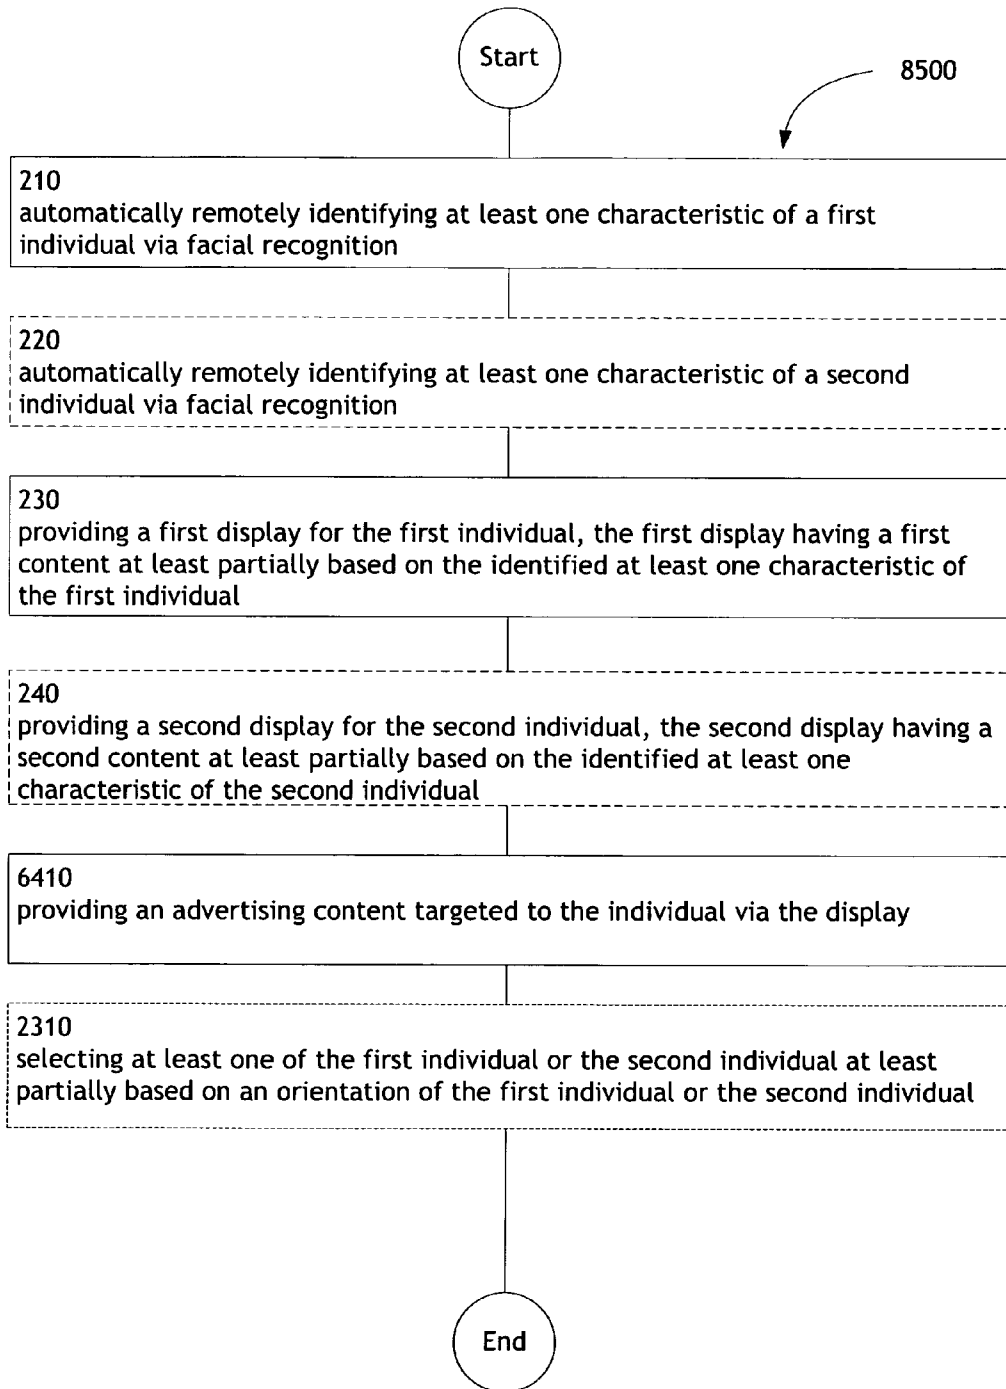 Start
8500
210
automatically remotely identifying at least one characteristic of a first
individual via facial recognition
220
automatically remotely identifying at least one characteristic of a second
individual via facial recognition
230
providing a first display for the first individual, the first display having a first
content at least partially based on the identified at least one characteristic of
the first individual
240
providing a second display for the second individual, the second display having a
second content at least partially based on the identified at least one
characteristic of the second individual
6410
providing an advertising content targeted to the individual via the display
2310
selecting at least one of the first individual or the second individual at least
partially based on an orientation of the first individual or the second individual
End